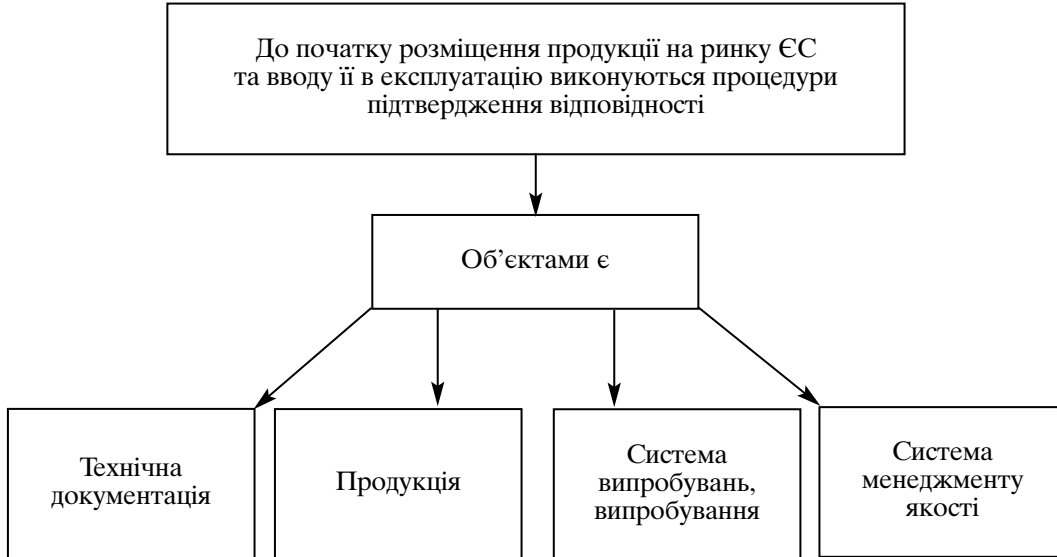 До початку розміщення продукції на ринку ЄС
та вводу її в експлуатацію виконуються процедури
підтвердження відповідності
Об’єктами є
Технічна
документація
Продукція
Система
випробувань,
випробування
Система
менеджменту
якості